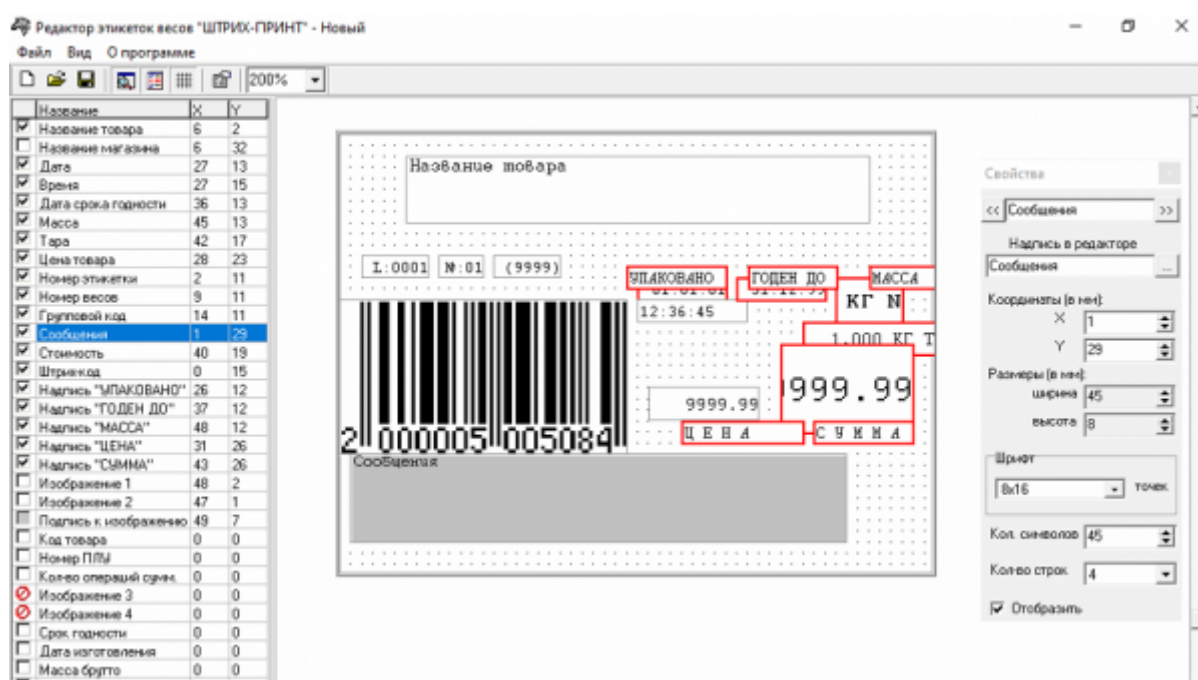 Редактор этикеток весов "ШТРИХ-ПРИНТ" - Новый
Файл Вид О программе
200%
Название X Y
Название товара 6 2
Название магазина 6 32
Дата 27 13
Время 27 15
Дата срока годности 36 13
Масса 45 13
Тара 42 17
Цена товара 28 23
Номер этикетки 2 11
Номер весов 9 11
Групповой код 14 11
Сообщения 1 29
Стоимость 40 19
Штрих-код 0 15
Надпись "УПАКОВАНО" 26 12
Надпись "ГОДЕН ДО" 37 12
Надпись "МАССА" 48 12
Надпись "ЦЕНА" 31 26
Надпись "СУММА" 43 26
Изображение 1 48 2
Изображение 2 47 1
Подпись к изображению 49 7
Код товара 0 0
Номер ПЛУ 0 0
Кол-во операций сумм. 0 0
Изображение 3 0 0
Изображение 4 0 0
Срок годности 0 0
Дата изготовления 0 0
Масса брутто 0 0
Название товара
L:0001 №:01 (9999)
УПАКОВАНО ГОДЕН ДО МАССА
12:36:45 КГ N
1.000 КГ Т
9999.99 9999.99
ЦЕНА СУММА
2 000005 005084
Сообщения
Свойства
<< Сообщения >>
Надпись в редакторе
Сообщения ...
Координаты (в мм):
X 1
Y 29
Размеры (в мм):
ширина 45
высота 8
Шрифт
8x16 точек
Кол. символов 45
Кол-во строк 4
Отобразить